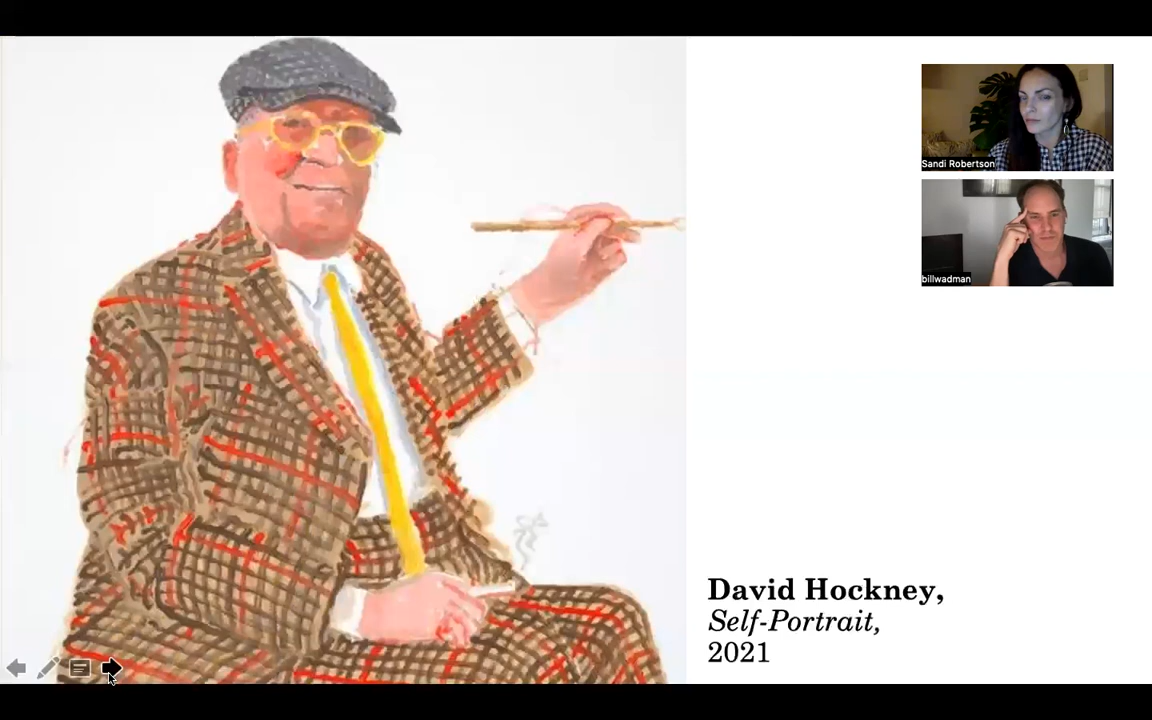 Sandi Robertson
billwadman
David Hockney,
Self-Portrait,
2021